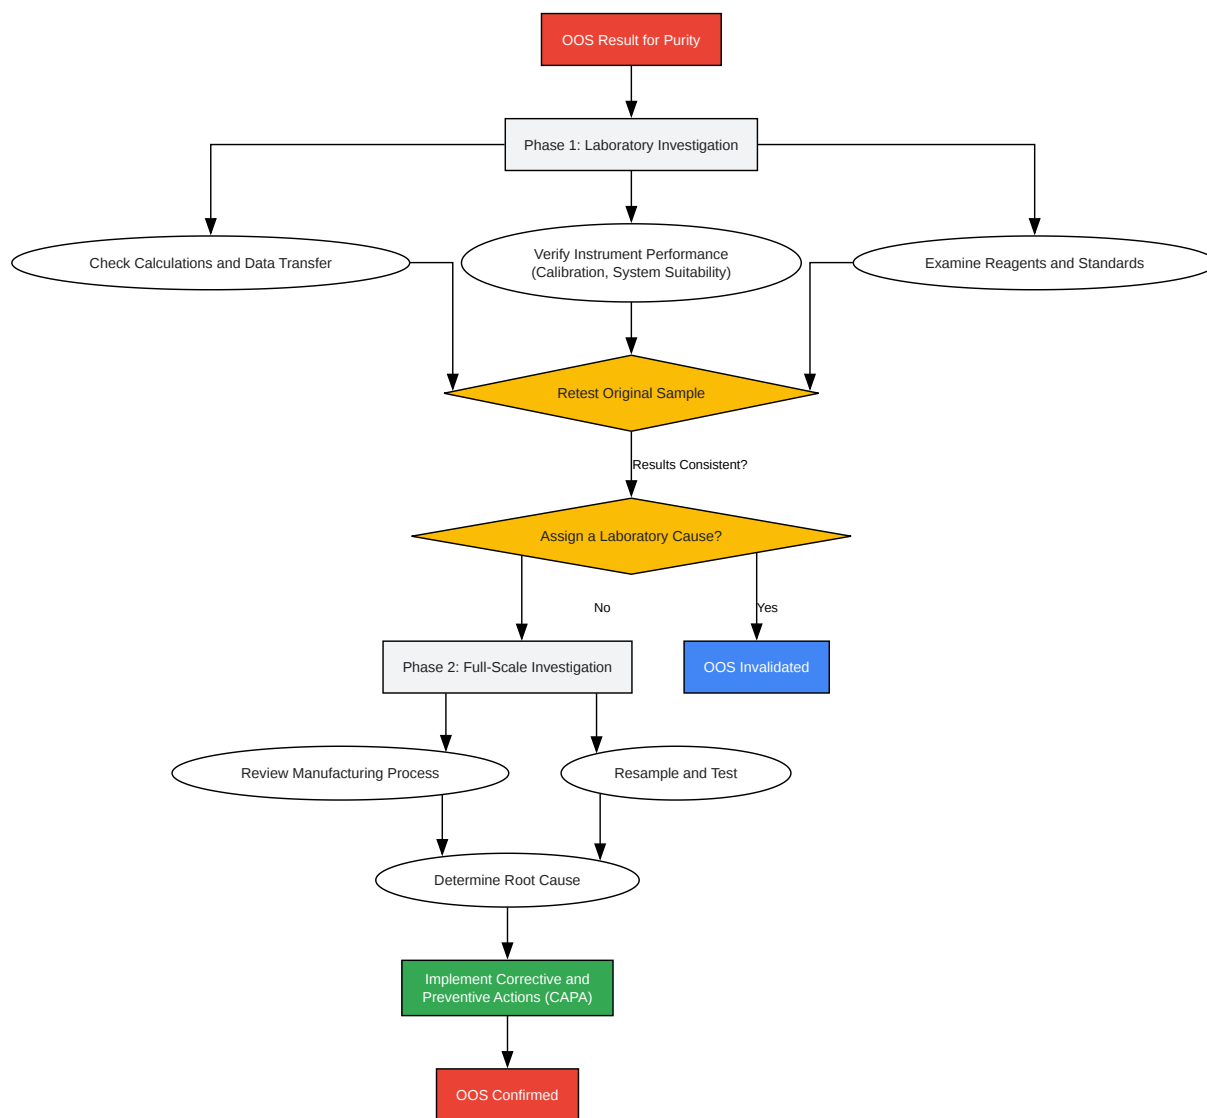 OOS Result for Purity
Phase 1: Laboratory Investigation
Check Calculations and Data Transfer
Verify Instrument Performance
(Calibration, System Suitability)
Examine Reagents and Standards
Retest Original Sample
Results Consistent?
Assign a Laboratory Cause?
No
Yes
Phase 2: Full-Scale Investigation
OOS Invalidated
Review Manufacturing Process
Resample and Test
Determine Root Cause
Implement Corrective and
Preventive Actions (CAPA)
OOS Confirmed